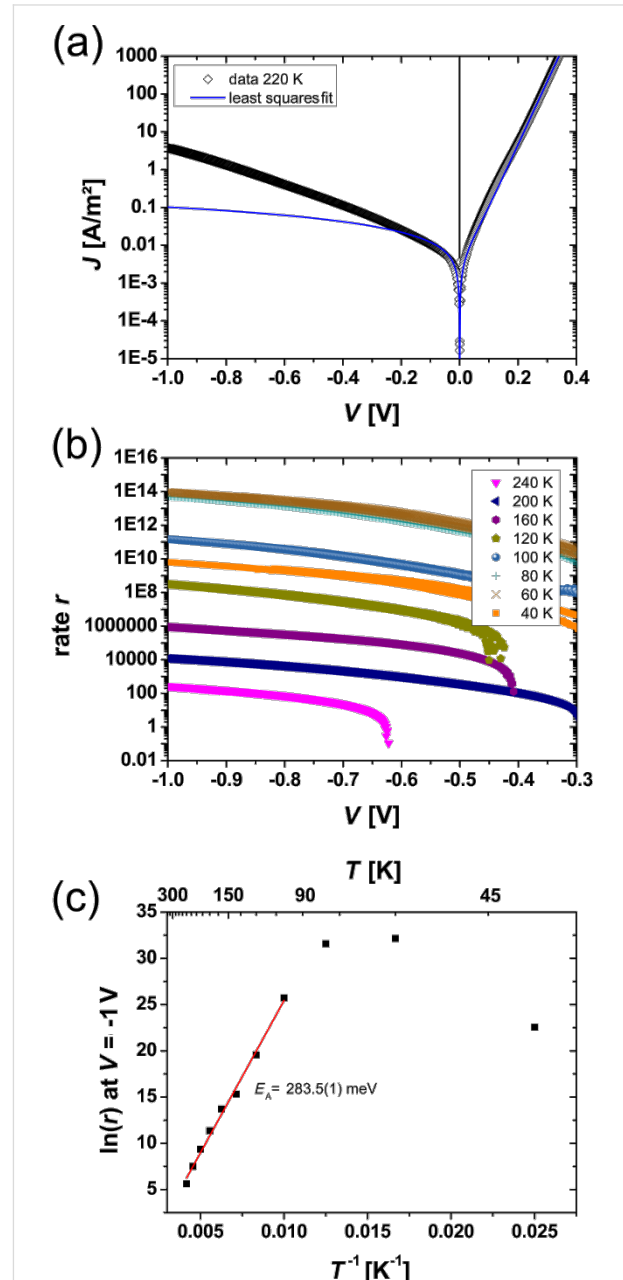 (a)
1000
100
10
1
0.1
0.01
1E-3
1E-4
1E-5
J [A/m²]
data 220 K
least squares fit
-1.0 -0.8 -0.6 -0.4 -0.2 0.0 0.2 0.4
V [V]
(b)
1E16
1E14
1E12
1E10
1E8
1000000
10000
100
1
0.01
rate r
240 K
200 K
160 K
120 K
100 K
80 K
60 K
40 K
-1.0 -0.9 -0.8 -0.7 -0.6 -0.5 -0.4 -0.3
V [V]
(c)
T [K]
300 150 90 45
35
30
25
20
15
10
5
ln(r) at V = -1 V
E_A = 283.5(1) meV
0.005 0.010 0.015 0.020 0.025
T⁻¹ [K⁻¹]